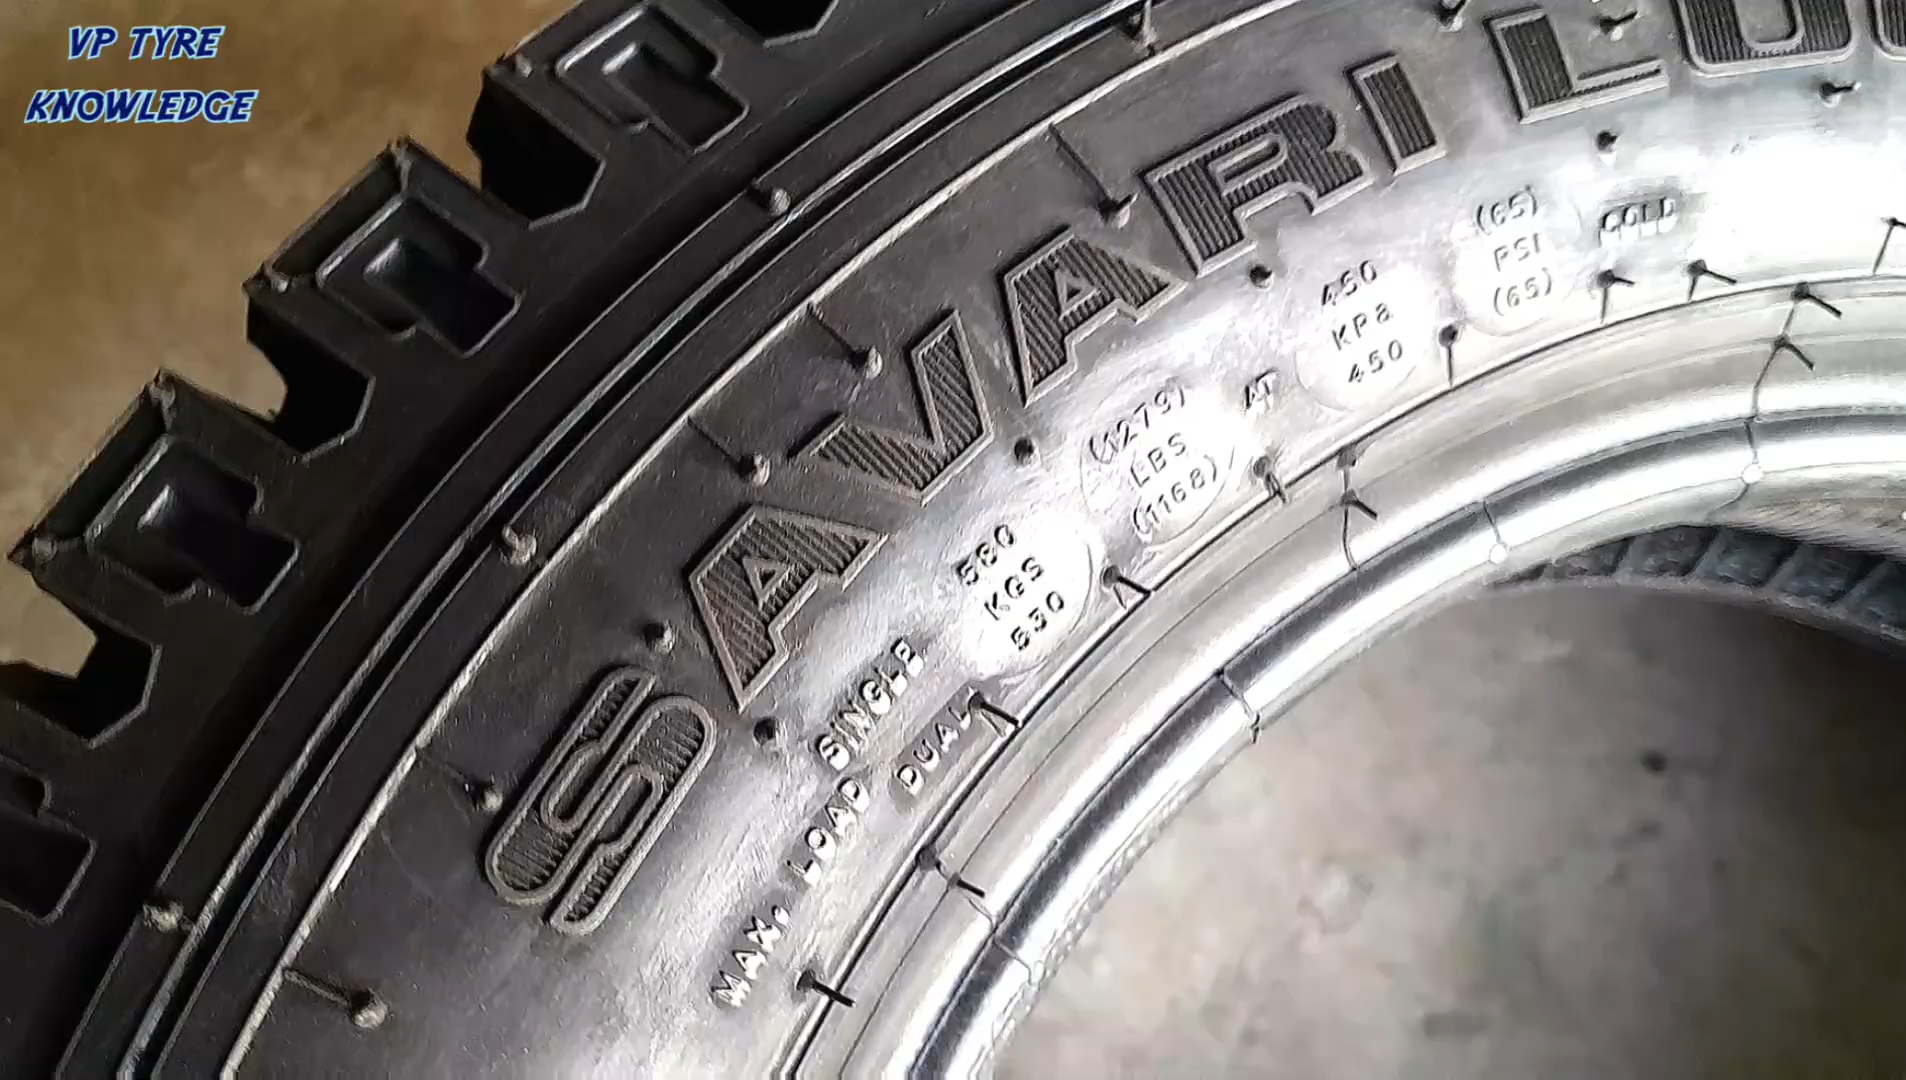 VP TYRE
KNOWLEDGE
SAVARI LU
MAX. LOAD SINGLE 580 KGS (1279) LBS AT 450 KPa (65) PSI COLD
DUAL 530 (1168) 450 (65)